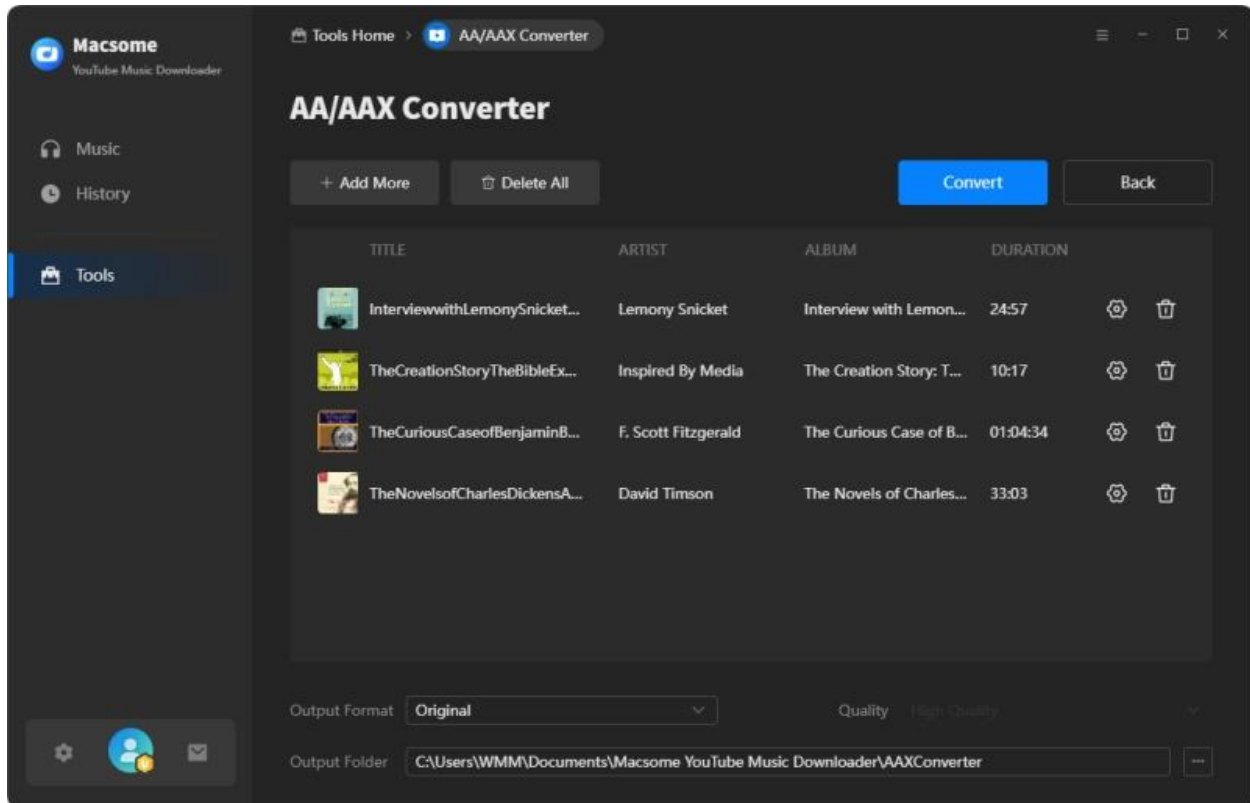 Macsome
YouTube Music Downloader
Tools Home > AA/AAX Converter
Music
History
Tools
AA/AAX Converter
+ Add More
Delete All
Convert
Back
TITLE ARTIST ALBUM DURATION
InterviewwithLemonySnicket... Lemony Snicket Interview with Lemon... 24:57
TheCreationStoryTheBibleEx... Inspired By Media The Creation Story: T... 10:17
TheCuriousCaseofBenjaminB... F. Scott Fitzgerald The Curious Case of B... 01:04:34
TheNovelsofCharlesDickensA... David Timson The Novels of Charles... 33:03
Output Format Original Quality High Quality
Output Folder C:\Users\WMM\Documents\Macsome YouTube Music Downloader\AAXConverter ...